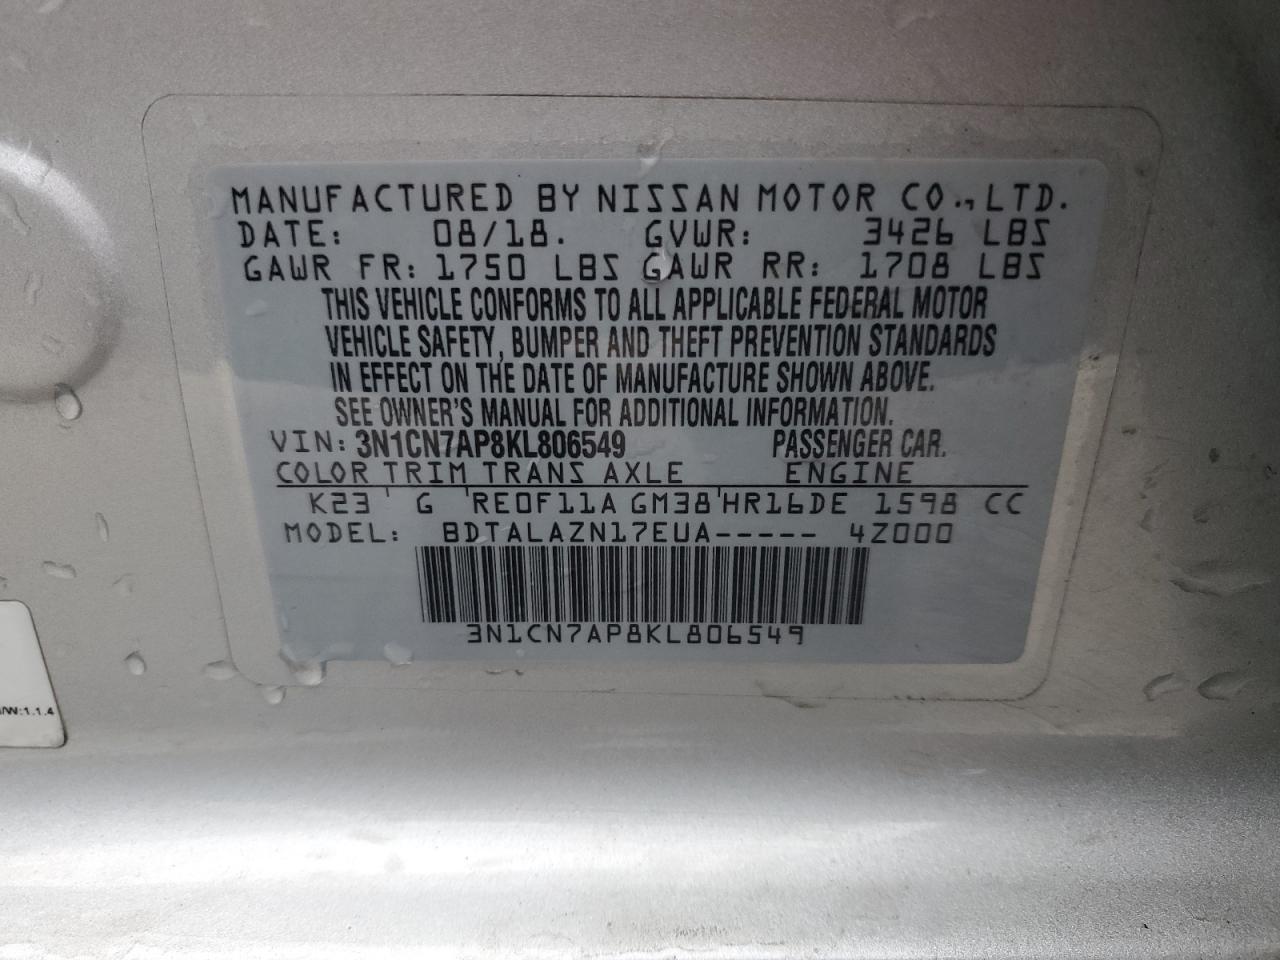 MANUFACTURED BY NISSAN MOTOR CO., LTD.
DATE: 08/18. GVWR: 3426 LBS
GAWR FR: 1750 LBS GAWR RR: 1708 LBS
THIS VEHICLE CONFORMS TO ALL APPLICABLE FEDERAL MOTOR
VEHICLE SAFETY, BUMPER AND THEFT PREVENTION STANDARDS
IN EFFECT ON THE DATE OF MANUFACTURE SHOWN ABOVE.
SEE OWNER'S MANUAL FOR ADDITIONAL INFORMATION.
VIN: 3N1CN7AP8KL806549 PASSENGER CAR.
COLOR TRIM TRANS AXLE ENGINE
K23 ' G 'RE0F11A GM38'HR16DE 1598 CC
MODEL: BDTALAZN17EUA----- 4Z000
3N1CN7AP8KL806549
:1.1.4